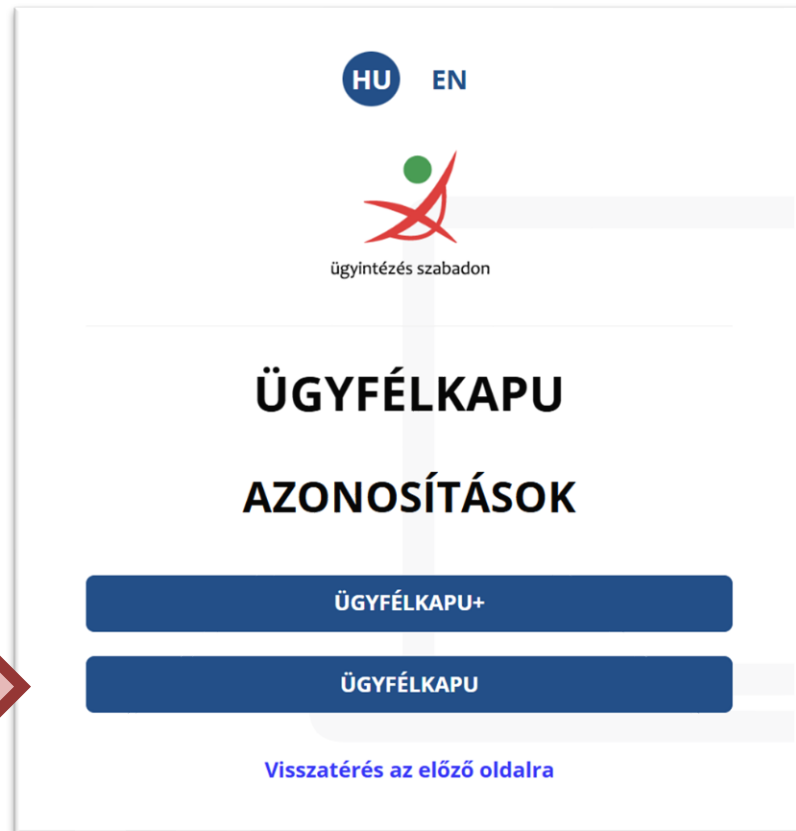 HU EN
ügyintézés szabadon
ÜGYFÉLKAPU
AZONOSÍTÁSOK
ÜGYFÉLKAPU+
ÜGYFÉLKAPU
Visszatérés az előző oldalra